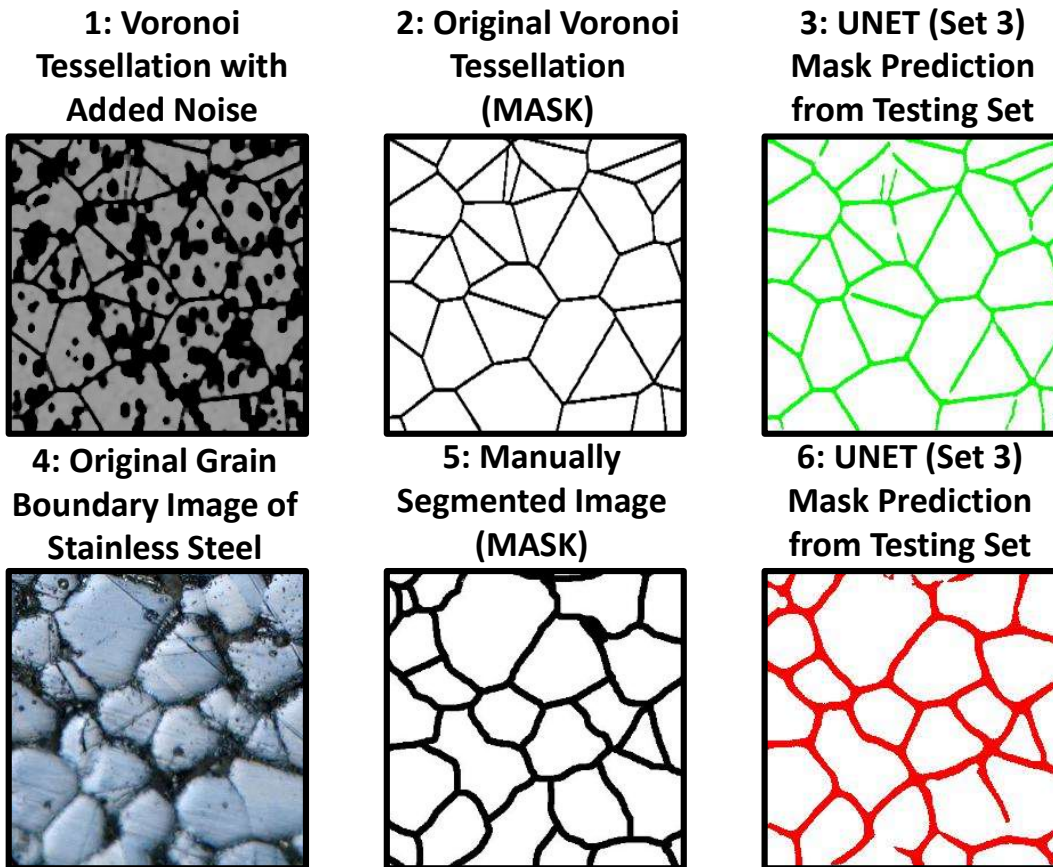 1: Voronoi
Tessellation with
Added Noise
2: Original Voronoi
Tessellation
(MASK)
3: UNET (Set 3)
Mask Prediction
from Testing Set
4: Original Grain
Boundary Image of
Stainless Steel
5: Manually
Segmented Image
(MASK)
6: UNET (Set 3)
Mask Prediction
from Testing Set